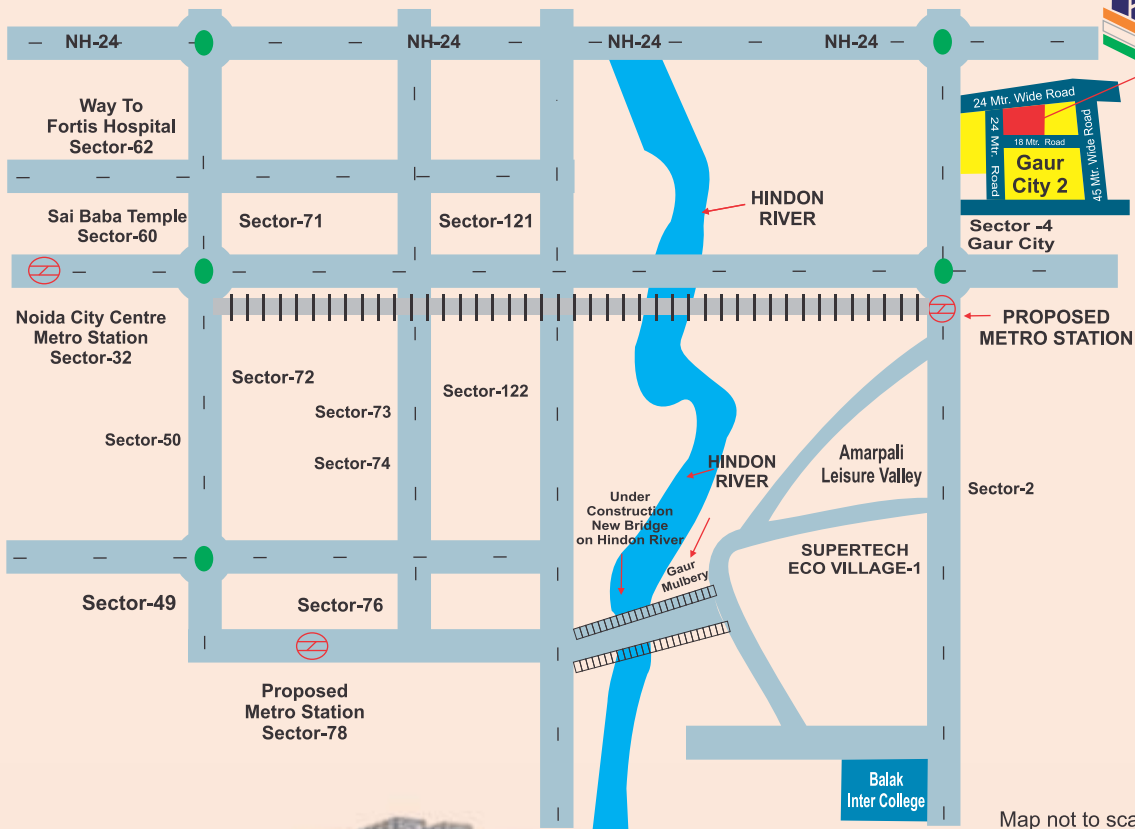 NH-24
NH-24
NH-24
NH-24
Way To
Fortis Hospital
Sector-62
24 Mtr. Wide Road
24 Mtr. Road
18 Mtr. Road
45 Mtr. Wide Road
Gaur
City 2
Sai Baba Temple
Sector-60
Sector-71
Sector-121
HINDON
RIVER
Sector -4
Gaur City
Noida City Centre
Metro Station
Sector-32
PROPOSED
METRO STATION
Sector-72
Sector-73
Sector-122
Sector-50
Sector-74
HINDON
RIVER
Amarpali
Leisure Valley
Sector-2
Under
Construction
New Bridge
on Hindon River
Gaur
Mulbery
SUPERTECH
ECO VILLAGE-1
Sector-49
Sector-76
Proposed
Metro Station
Sector-78
Balak
Inter College
Map not to sca